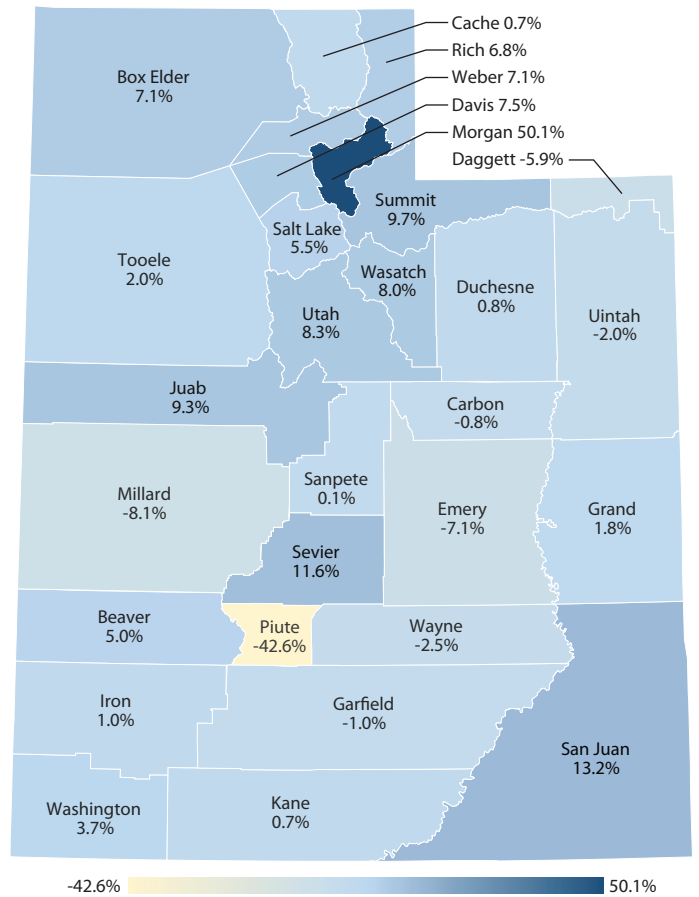 Cache 0.7%
Rich 6.8%
Weber 7.1%
Davis 7.5%
Morgan 50.1%
Daggett -5.9%
Box Elder
7.1%
Summit
9.7%
Salt Lake
5.5%
Tooele
2.0%
Wasatch
8.0%
Duchesne
0.8%
Uintah
-2.0%
Utah
8.3%
Juab
9.3%
Carbon
-0.8%
Sanpete
0.1%
Millard
-8.1%
Emery
-7.1%
Grand
1.8%
Sevier
11.6%
Beaver
5.0%
Piute
-42.6%
Wayne
-2.5%
Iron
1.0%
Garfield
-1.0%
San Juan
13.2%
Washington
3.7%
Kane
0.7%
-42.6%
50.1%